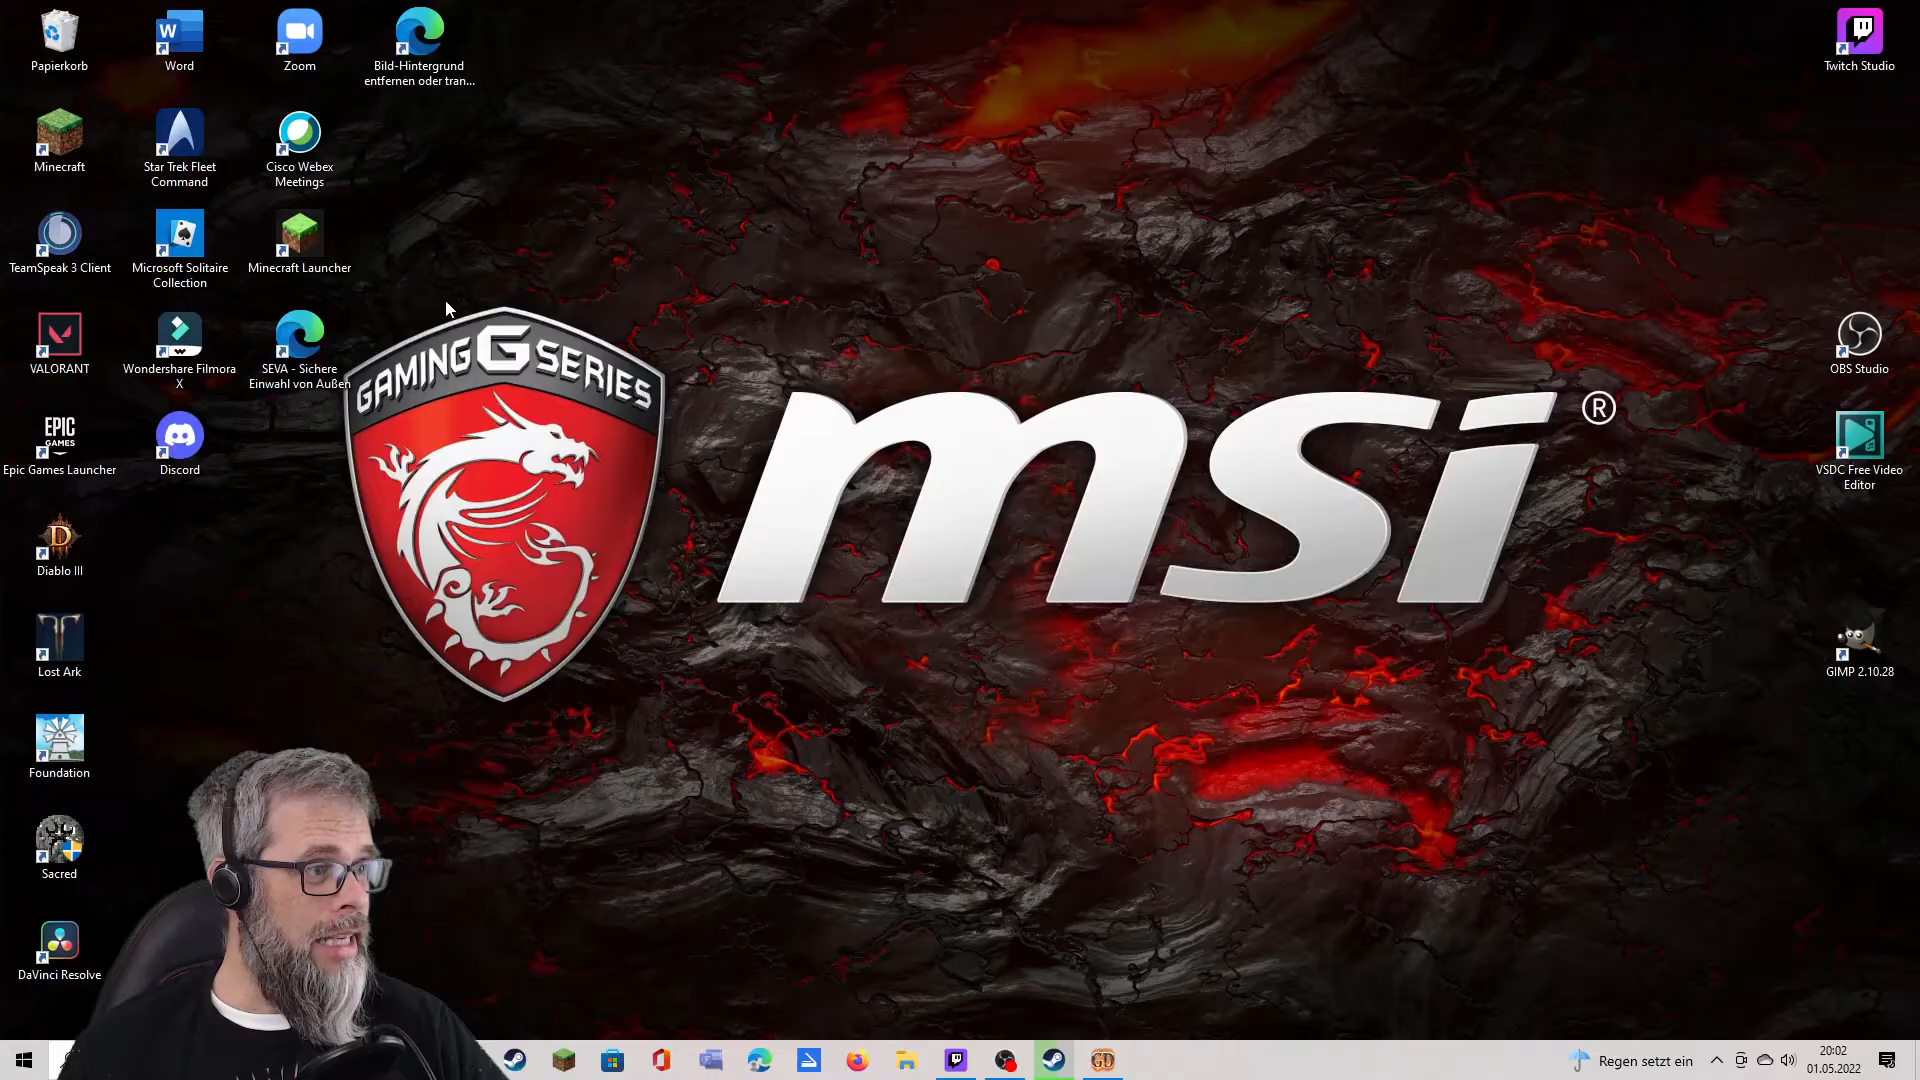 Papierkorb
Word
Zoom
Bild-Hintergrund
entfernen oder tran...
Twitch Studio
Minecraft
Star Trek Fleet
Command
Cisco Webex
Meetings
TeamSpeak 3 Client
Microsoft Solitaire
Collection
Minecraft Launcher
VALORANT
Wondershare Filmora
X
SEVA - Sichere
Einwahl von Außen
OBS Studio
GAMING G SERIES
msi ®
EPIC
GAMES
Epic Games Launcher
Discord
VSDC Free Video
Editor
Diablo III
Lost Ark
GIMP 2.10.28
Foundation
Sacred
DaVinci Resolve
Regen setzt ein
20:02
01.05.2022